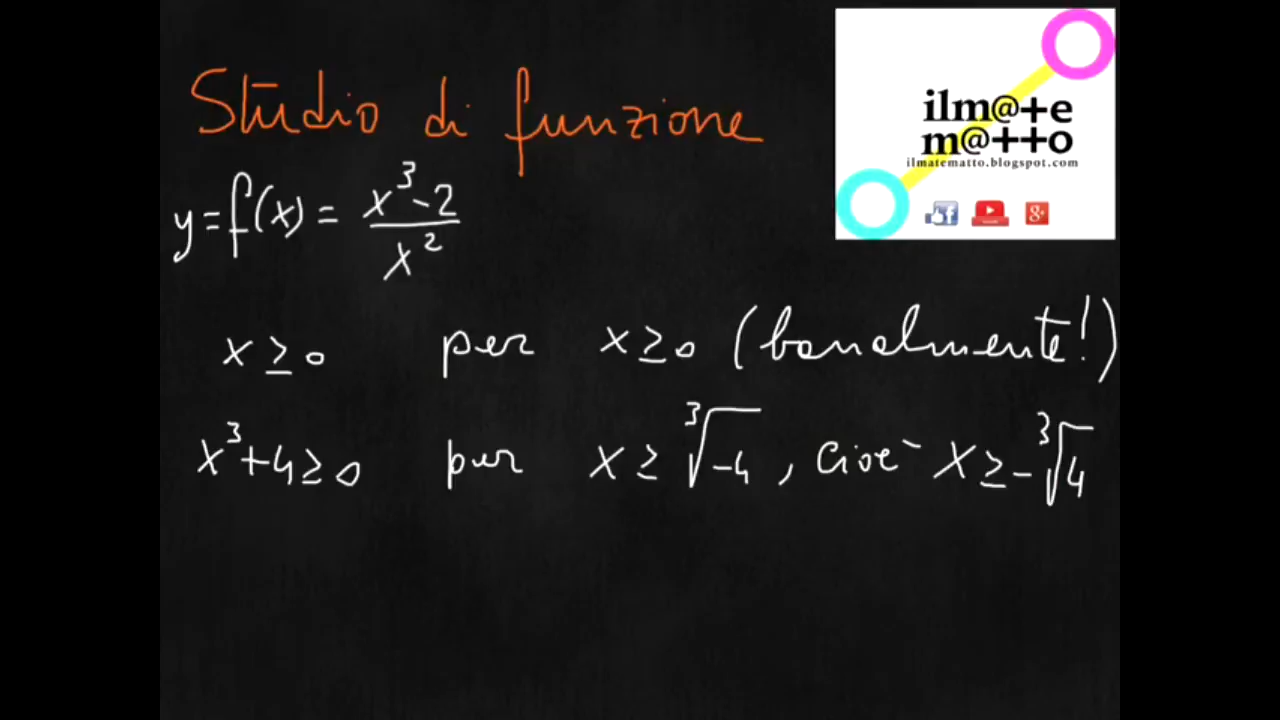 Studio di funzione
y=f(x)= x³-2 / x²
x≥0 per x≥0 (banalmente!)
x³+4≥0 per x≥∛-4, cioè x≥-∛4
ilm@+e
m@++o
ilmatematto.blogspot.com
f
YouTube
g+